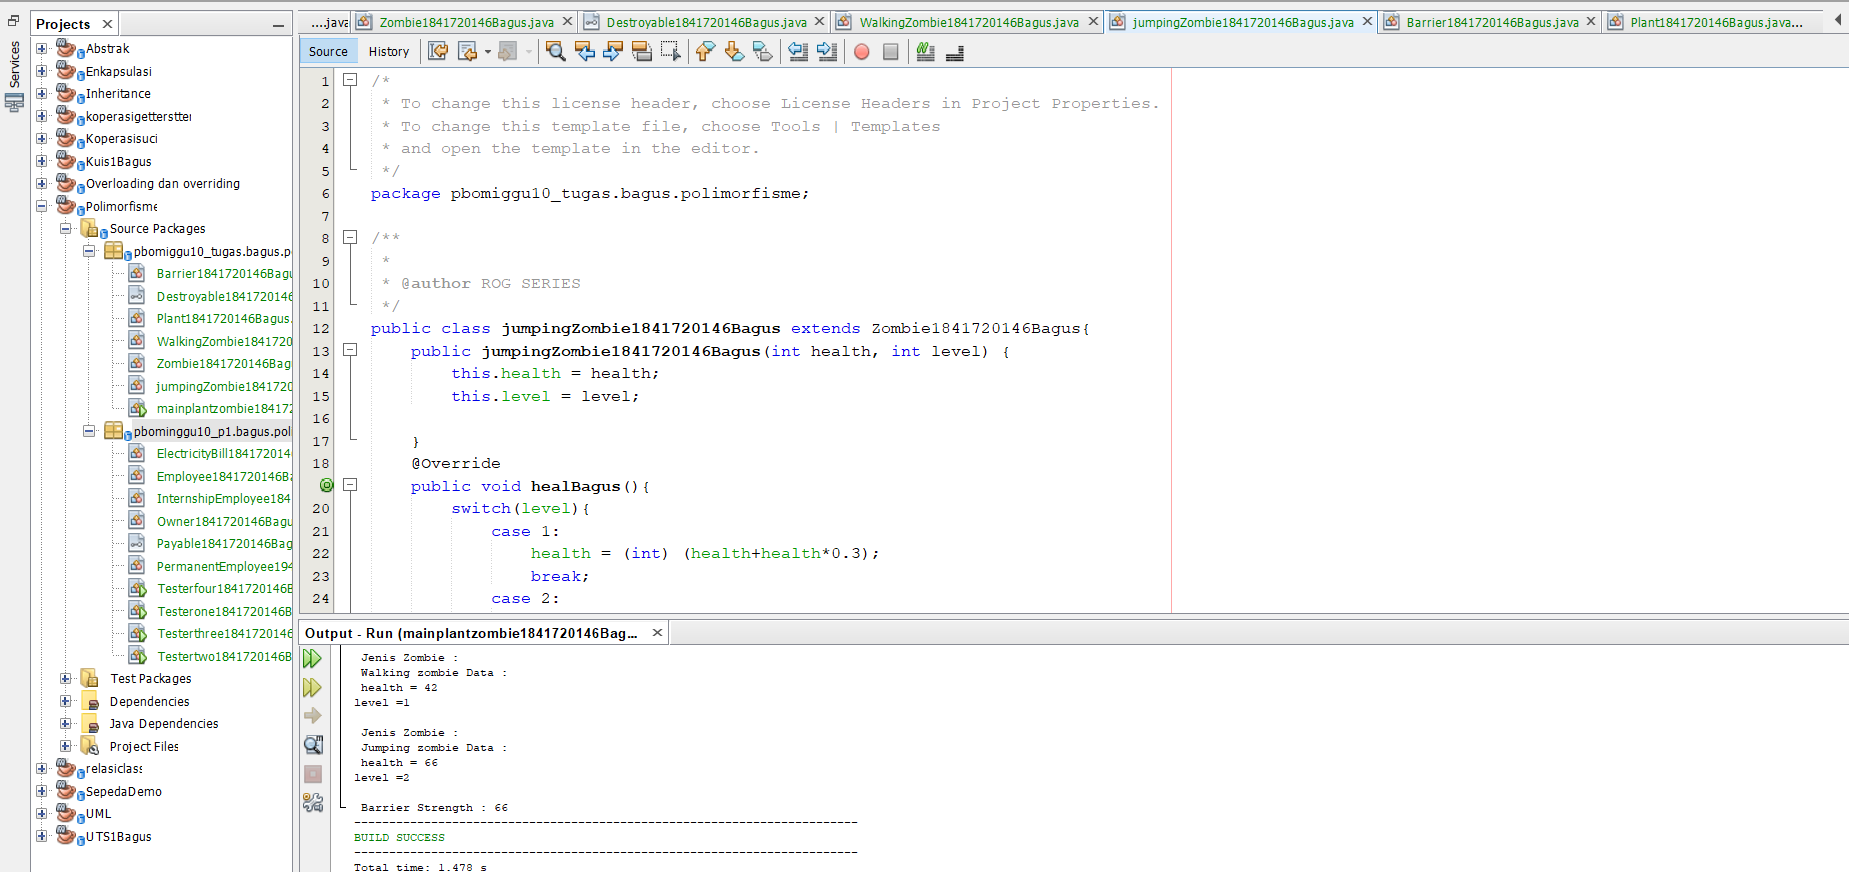 Services
Projects
Abstrak
Enkapsulasi
Inheritance
koperasigetterstter
Koperasisuci
Kuis1Bagus
Overloading dan overriding
Polimorfisme
Source Packages
pbomiggu10_tugas.bagus.p
Barrier1841720146Bagu
Destroyable1841720146
Plant1841720146Bagus.
WalkingZombie1841720
Zombie1841720146Bagus
jumpingZombie1841720
mainplantzombie184172
pbominggu10_p1.bagus.poli
ElectricityBill184172014
Employee1841720146Ba
InternshipEmployee184
Owner1841720146Bagu
Payable1841720146Bag
PermanentEmployee194
Testerfour1841720146B
Testerone1841720146B
Testerthree1841720146
Testertwo1841720146B
Test Packages
Dependencies
Java Dependencies
Project Files
relasiclass
SepedaDemo
UML
UTS1Bagus
....java
Zombie1841720146Bagus.java
Destroyable1841720146Bagus.java
WalkingZombie1841720146Bagus.java
jumpingZombie1841720146Bagus.java
Barrier1841720146Bagus.java
Plant1841720146Bagus.java...
Source History
1 /*
2 * To change this license header, choose License Headers in Project Properties.
3 * To change this template file, choose Tools | Templates
4 * and open the template in the editor.
5 */
6 package pbomiggu10_tugas.bagus.polimorfisme;
7
8 /**
9 *
10 * @author ROG SERIES
11 */
12 public class jumpingZombie1841720146Bagus extends Zombie1841720146Bagus{
13 public jumpingZombie1841720146Bagus(int health, int level) {
14 this.health = health;
15 this.level = level;
16
17 }
18 @Override
public void healBagus(){
20 switch(level){
21 case 1:
22 health = (int) (health+health*0.3);
23 break;
24 case 2:
Output - Run (mainplantzombie1841720146Bag...
Jenis Zombie :
Walking zombie Data :
health = 42
level =1
Jenis Zombie :
Jumping zombie Data :
health = 66
level =2
Barrier Strength : 66
------------------------------------------------------------------------
BUILD SUCCESS
------------------------------------------------------------------------
Total time: 1.478 s